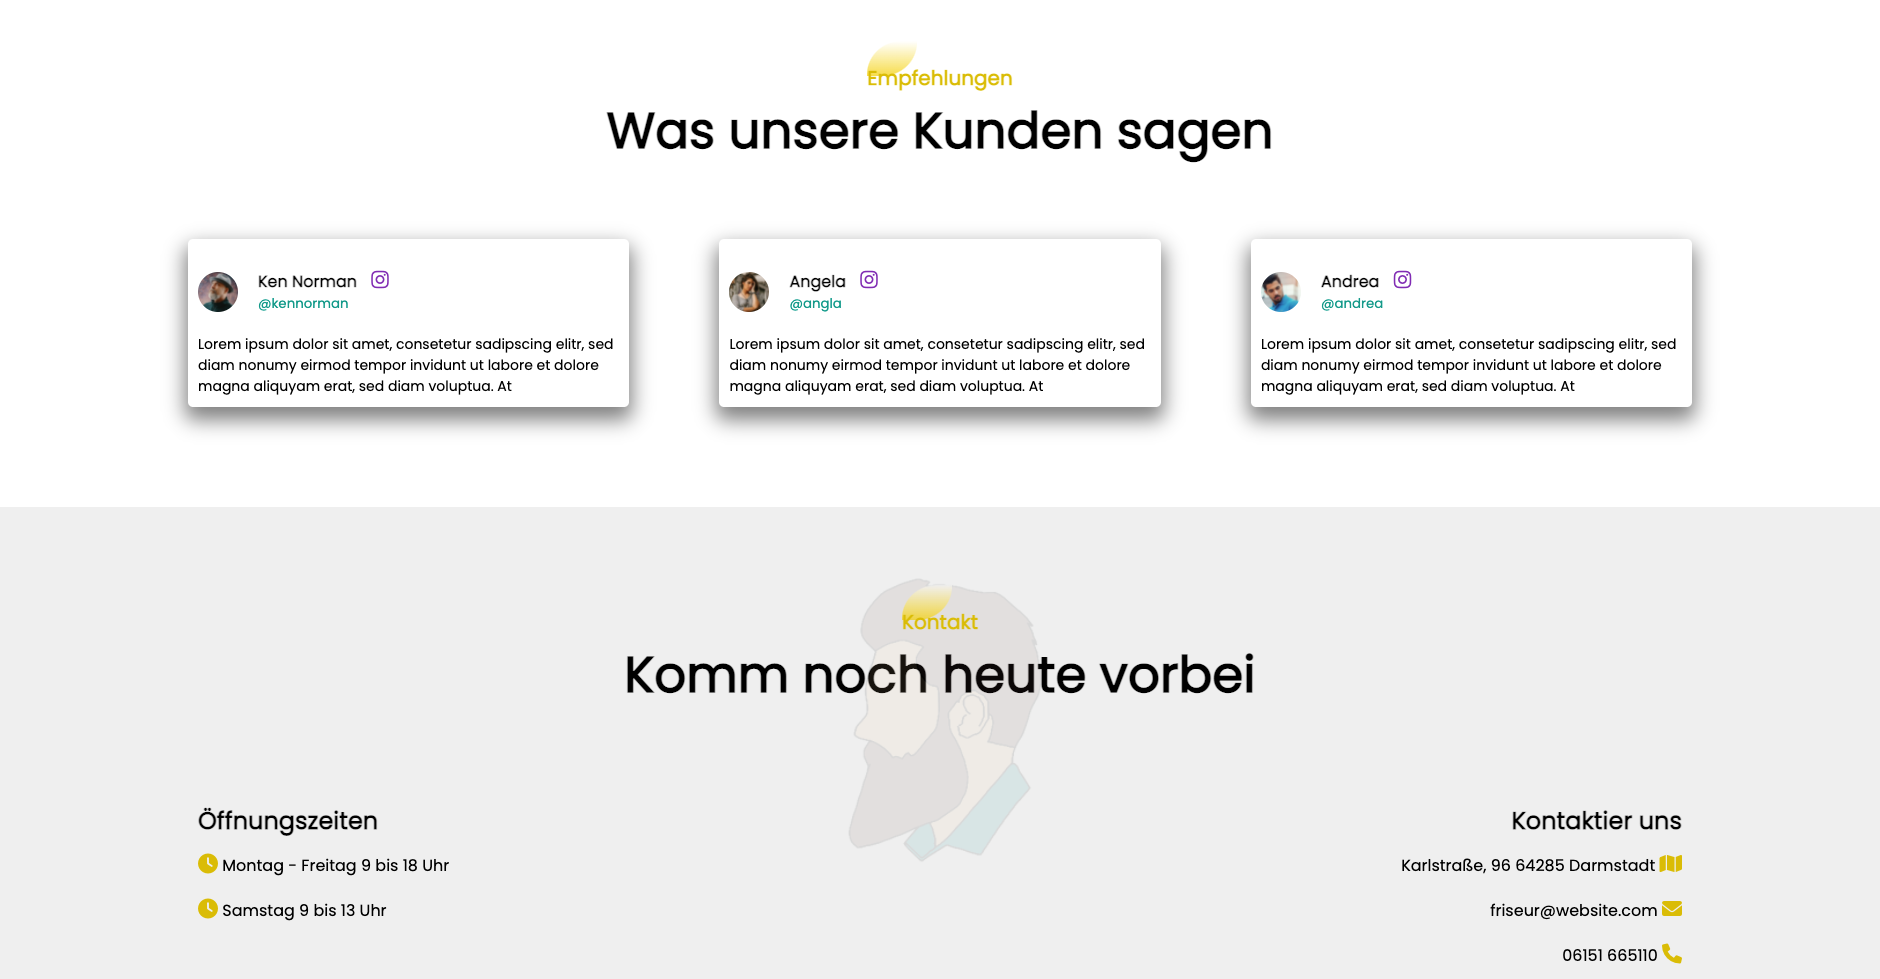 Empfehlungen
Was unsere Kunden sagen
Ken Norman
@kennorman
Lorem ipsum dolor sit amet, consetetur sadipscing elitr, sed
diam nonumy eirmod tempor invidunt ut labore et dolore
magna aliquyam erat, sed diam voluptua. At
Angela
@angla
Lorem ipsum dolor sit amet, consetetur sadipscing elitr, sed
diam nonumy eirmod tempor invidunt ut labore et dolore
magna aliquyam erat, sed diam voluptua. At
Andrea
@andrea
Lorem ipsum dolor sit amet, consetetur sadipscing elitr, sed
diam nonumy eirmod tempor invidunt ut labore et dolore
magna aliquyam erat, sed diam voluptua. At
Kontakt
Komm noch heute vorbei
Öffnungszeiten
Montag - Freitag 9 bis 18 Uhr
Samstag 9 bis 13 Uhr
Kontaktier uns
Karlstraße, 96 64285 Darmstadt
friseur@website.com
06151 665110